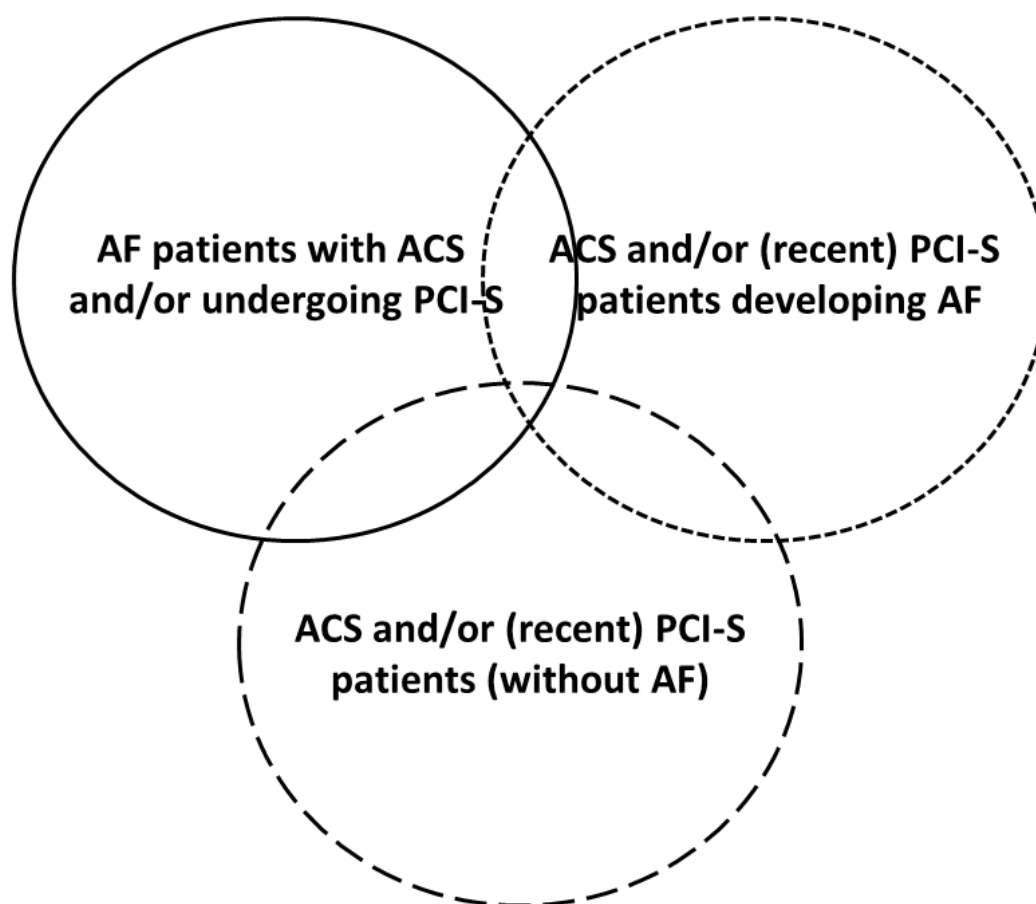 AF patients with ACS
and/or undergoing PCI-S
ACS and/or (recent) PCI-S
patients developing AF
ACS and/or (recent) PCI-S
patients (without AF)